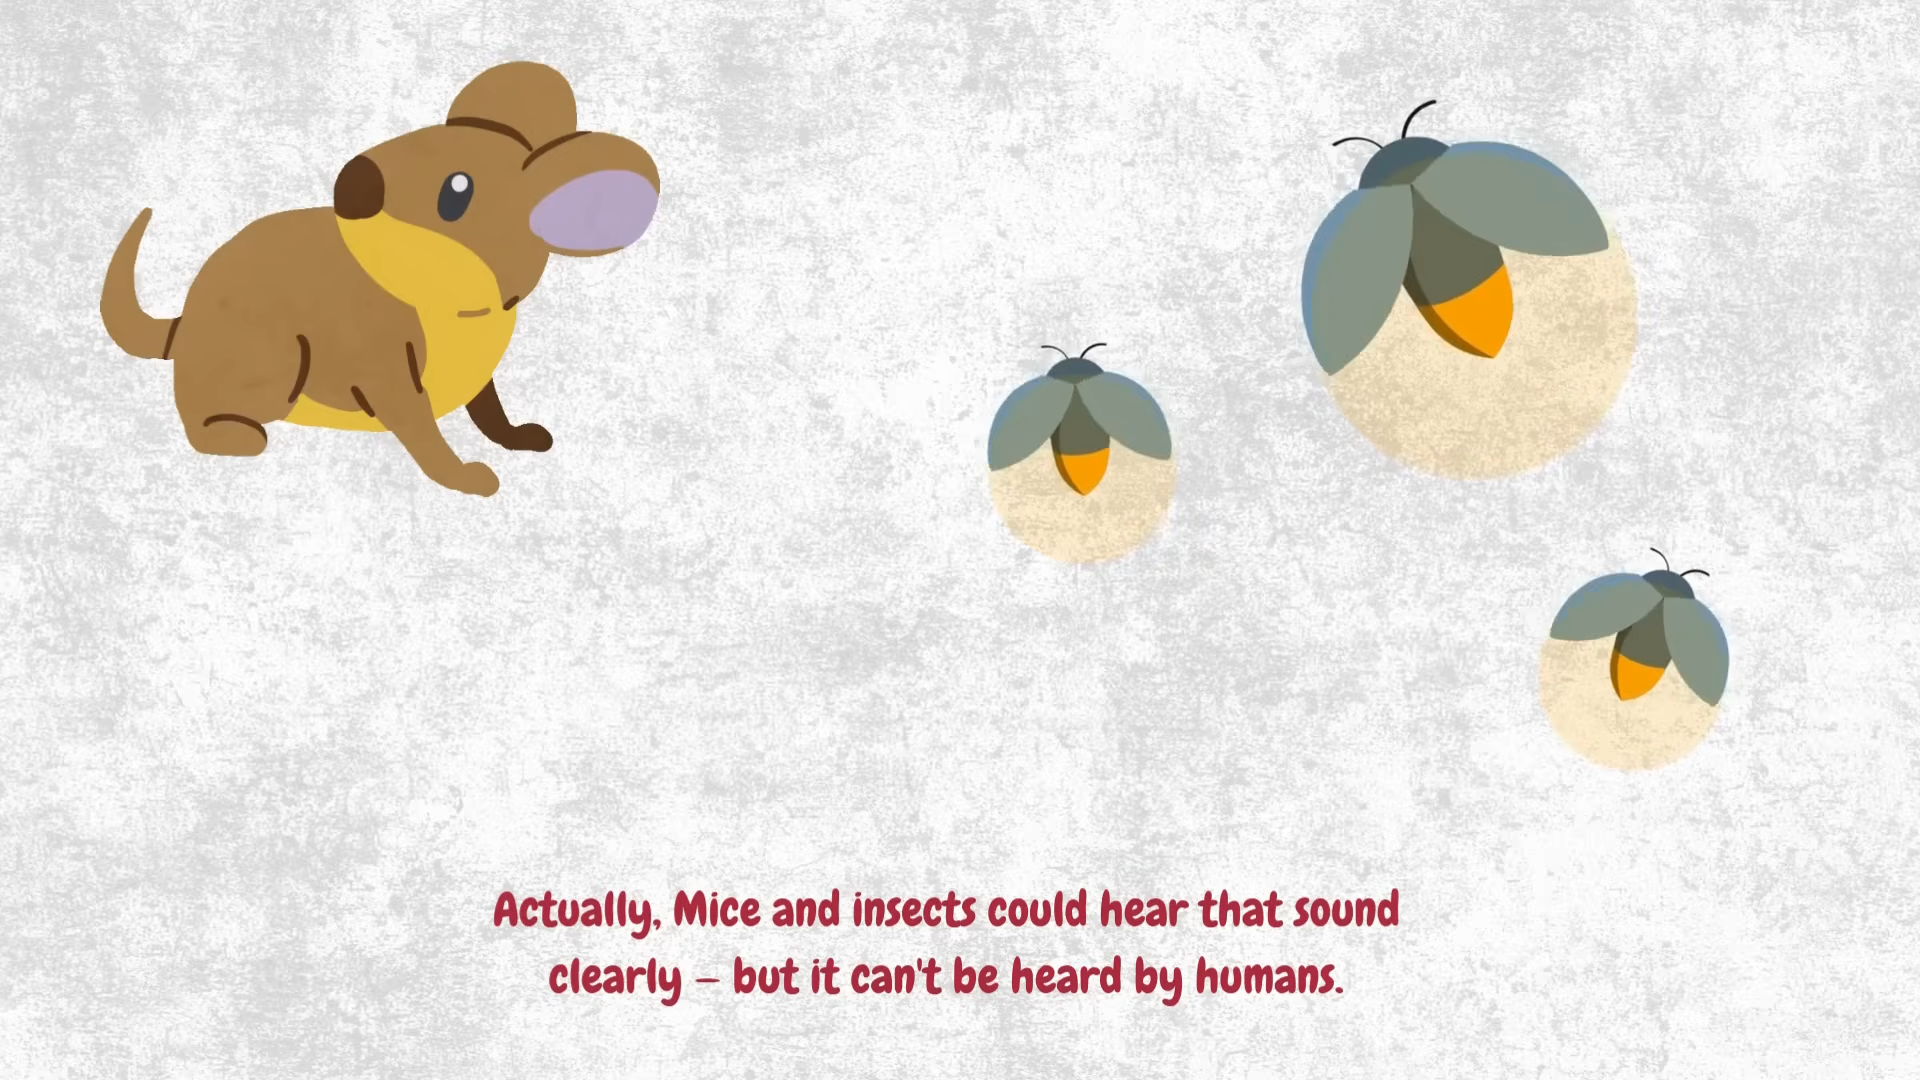 Actually, Mice and insects could hear that sound
clearly – but it can't be heard by humans.